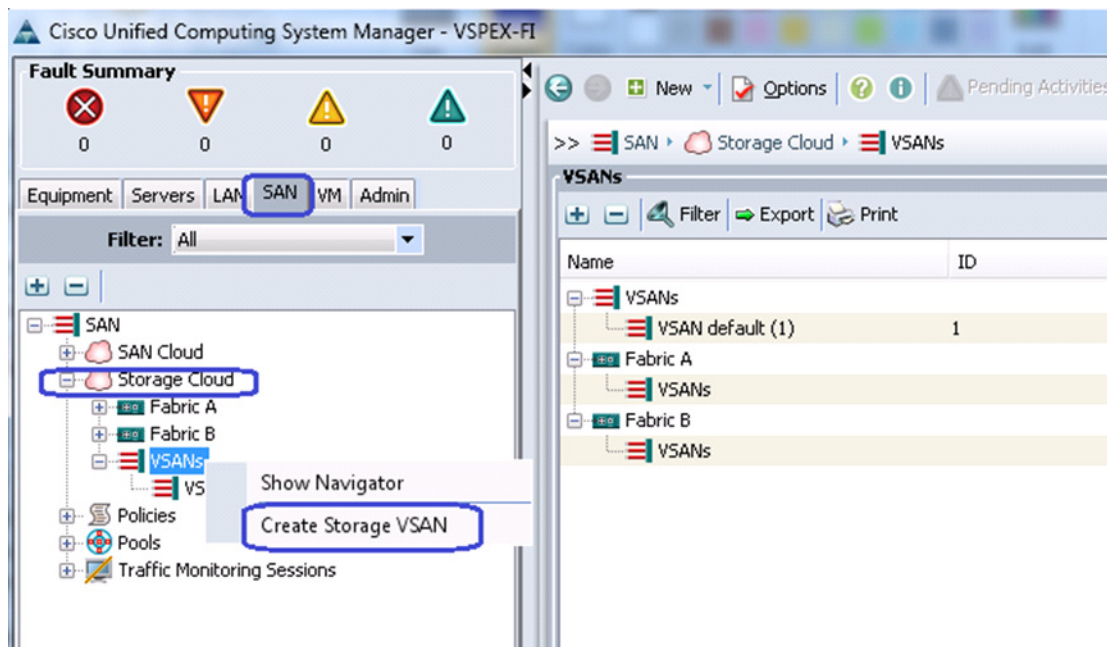 Cisco Unified Computing System Manager - VSPEX-FI
Fault Summary
0 0 0 0
Equipment Servers LAN SAN VM Admin
Filter: All
SAN
SAN Cloud
Storage Cloud
Fabric A
Fabric B
VSANs
VS
Show Navigator
Create Storage VSAN
Policies
Pools
Traffic Monitoring Sessions
New Options Pending Activities
>> SAN Storage Cloud VSANs
VSANs
Filter Export Print
Name ID
VSANs
VSAN default (1) 1
Fabric A
VSANs
Fabric B
VSANs